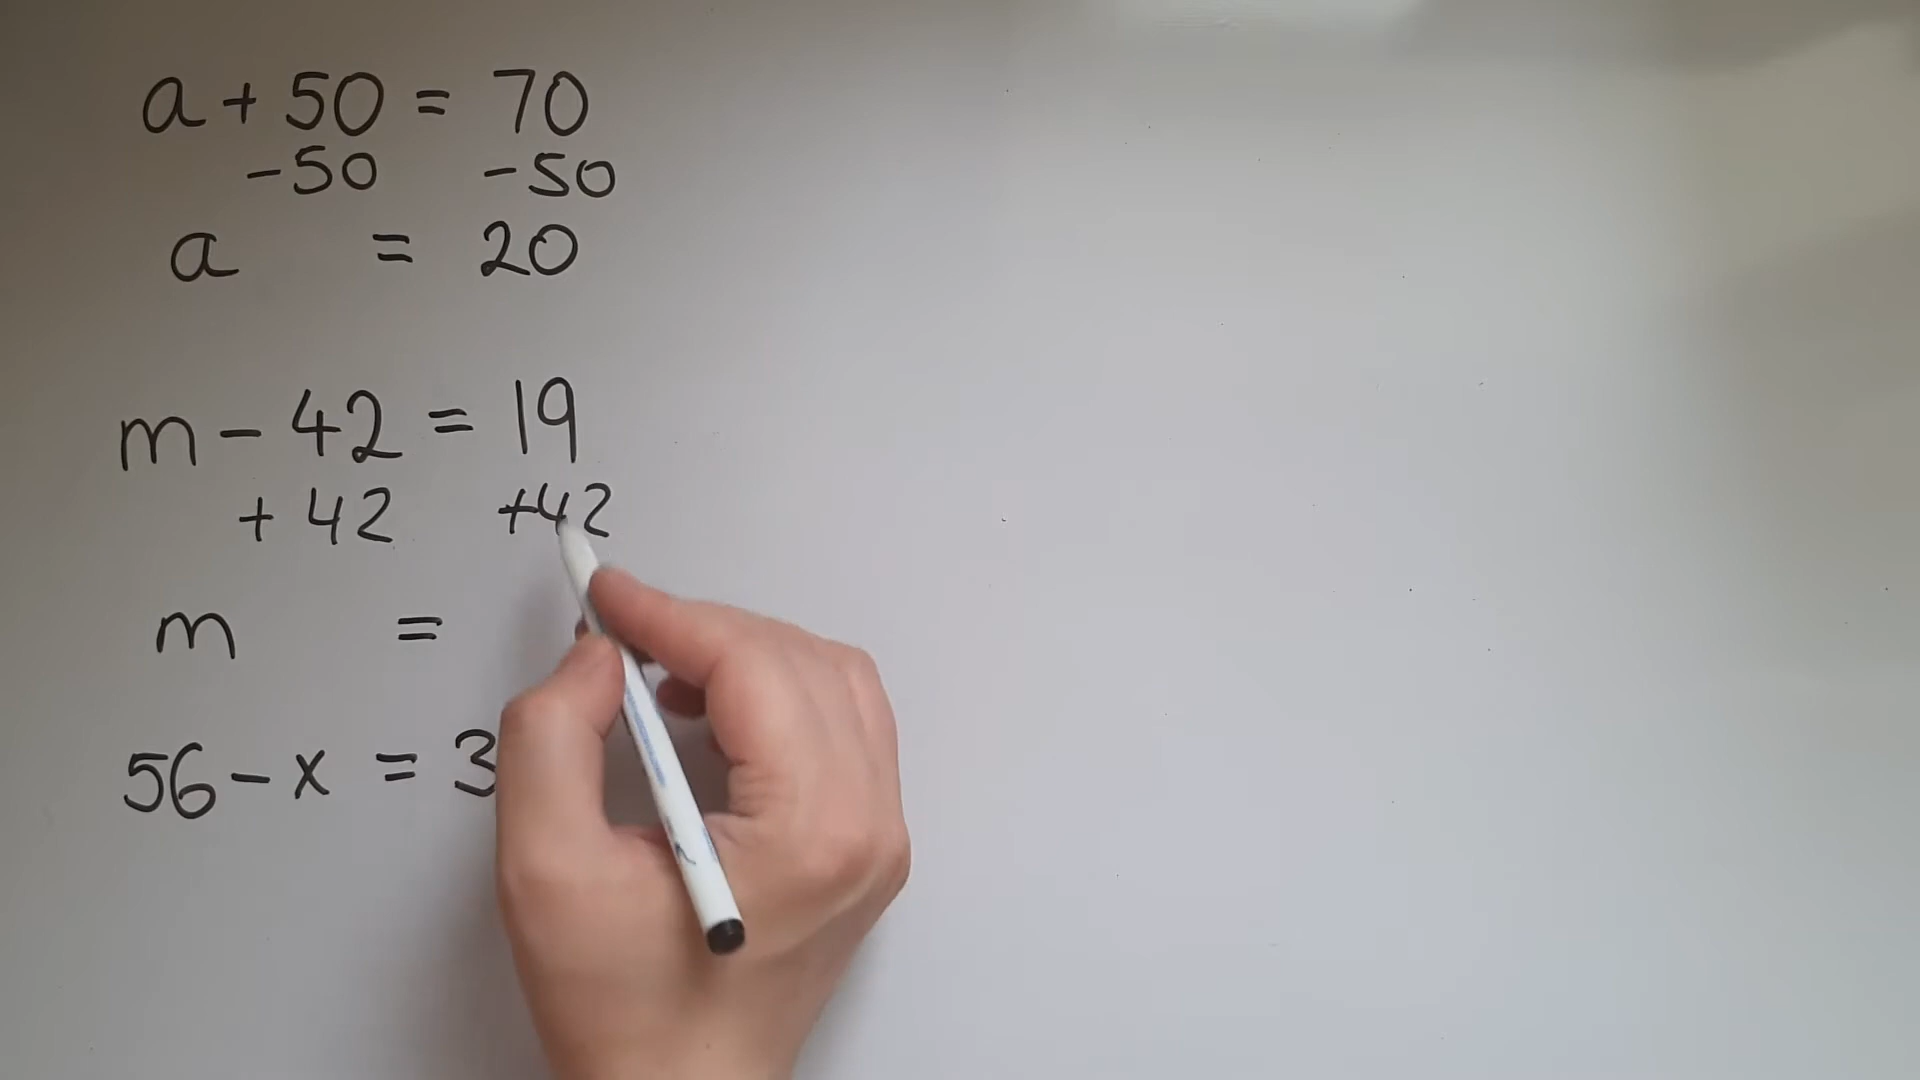 a + 50 = 70
-50 -50
a = 20
m - 42 = 19
+ 42 +42
m =
56 - x = 3